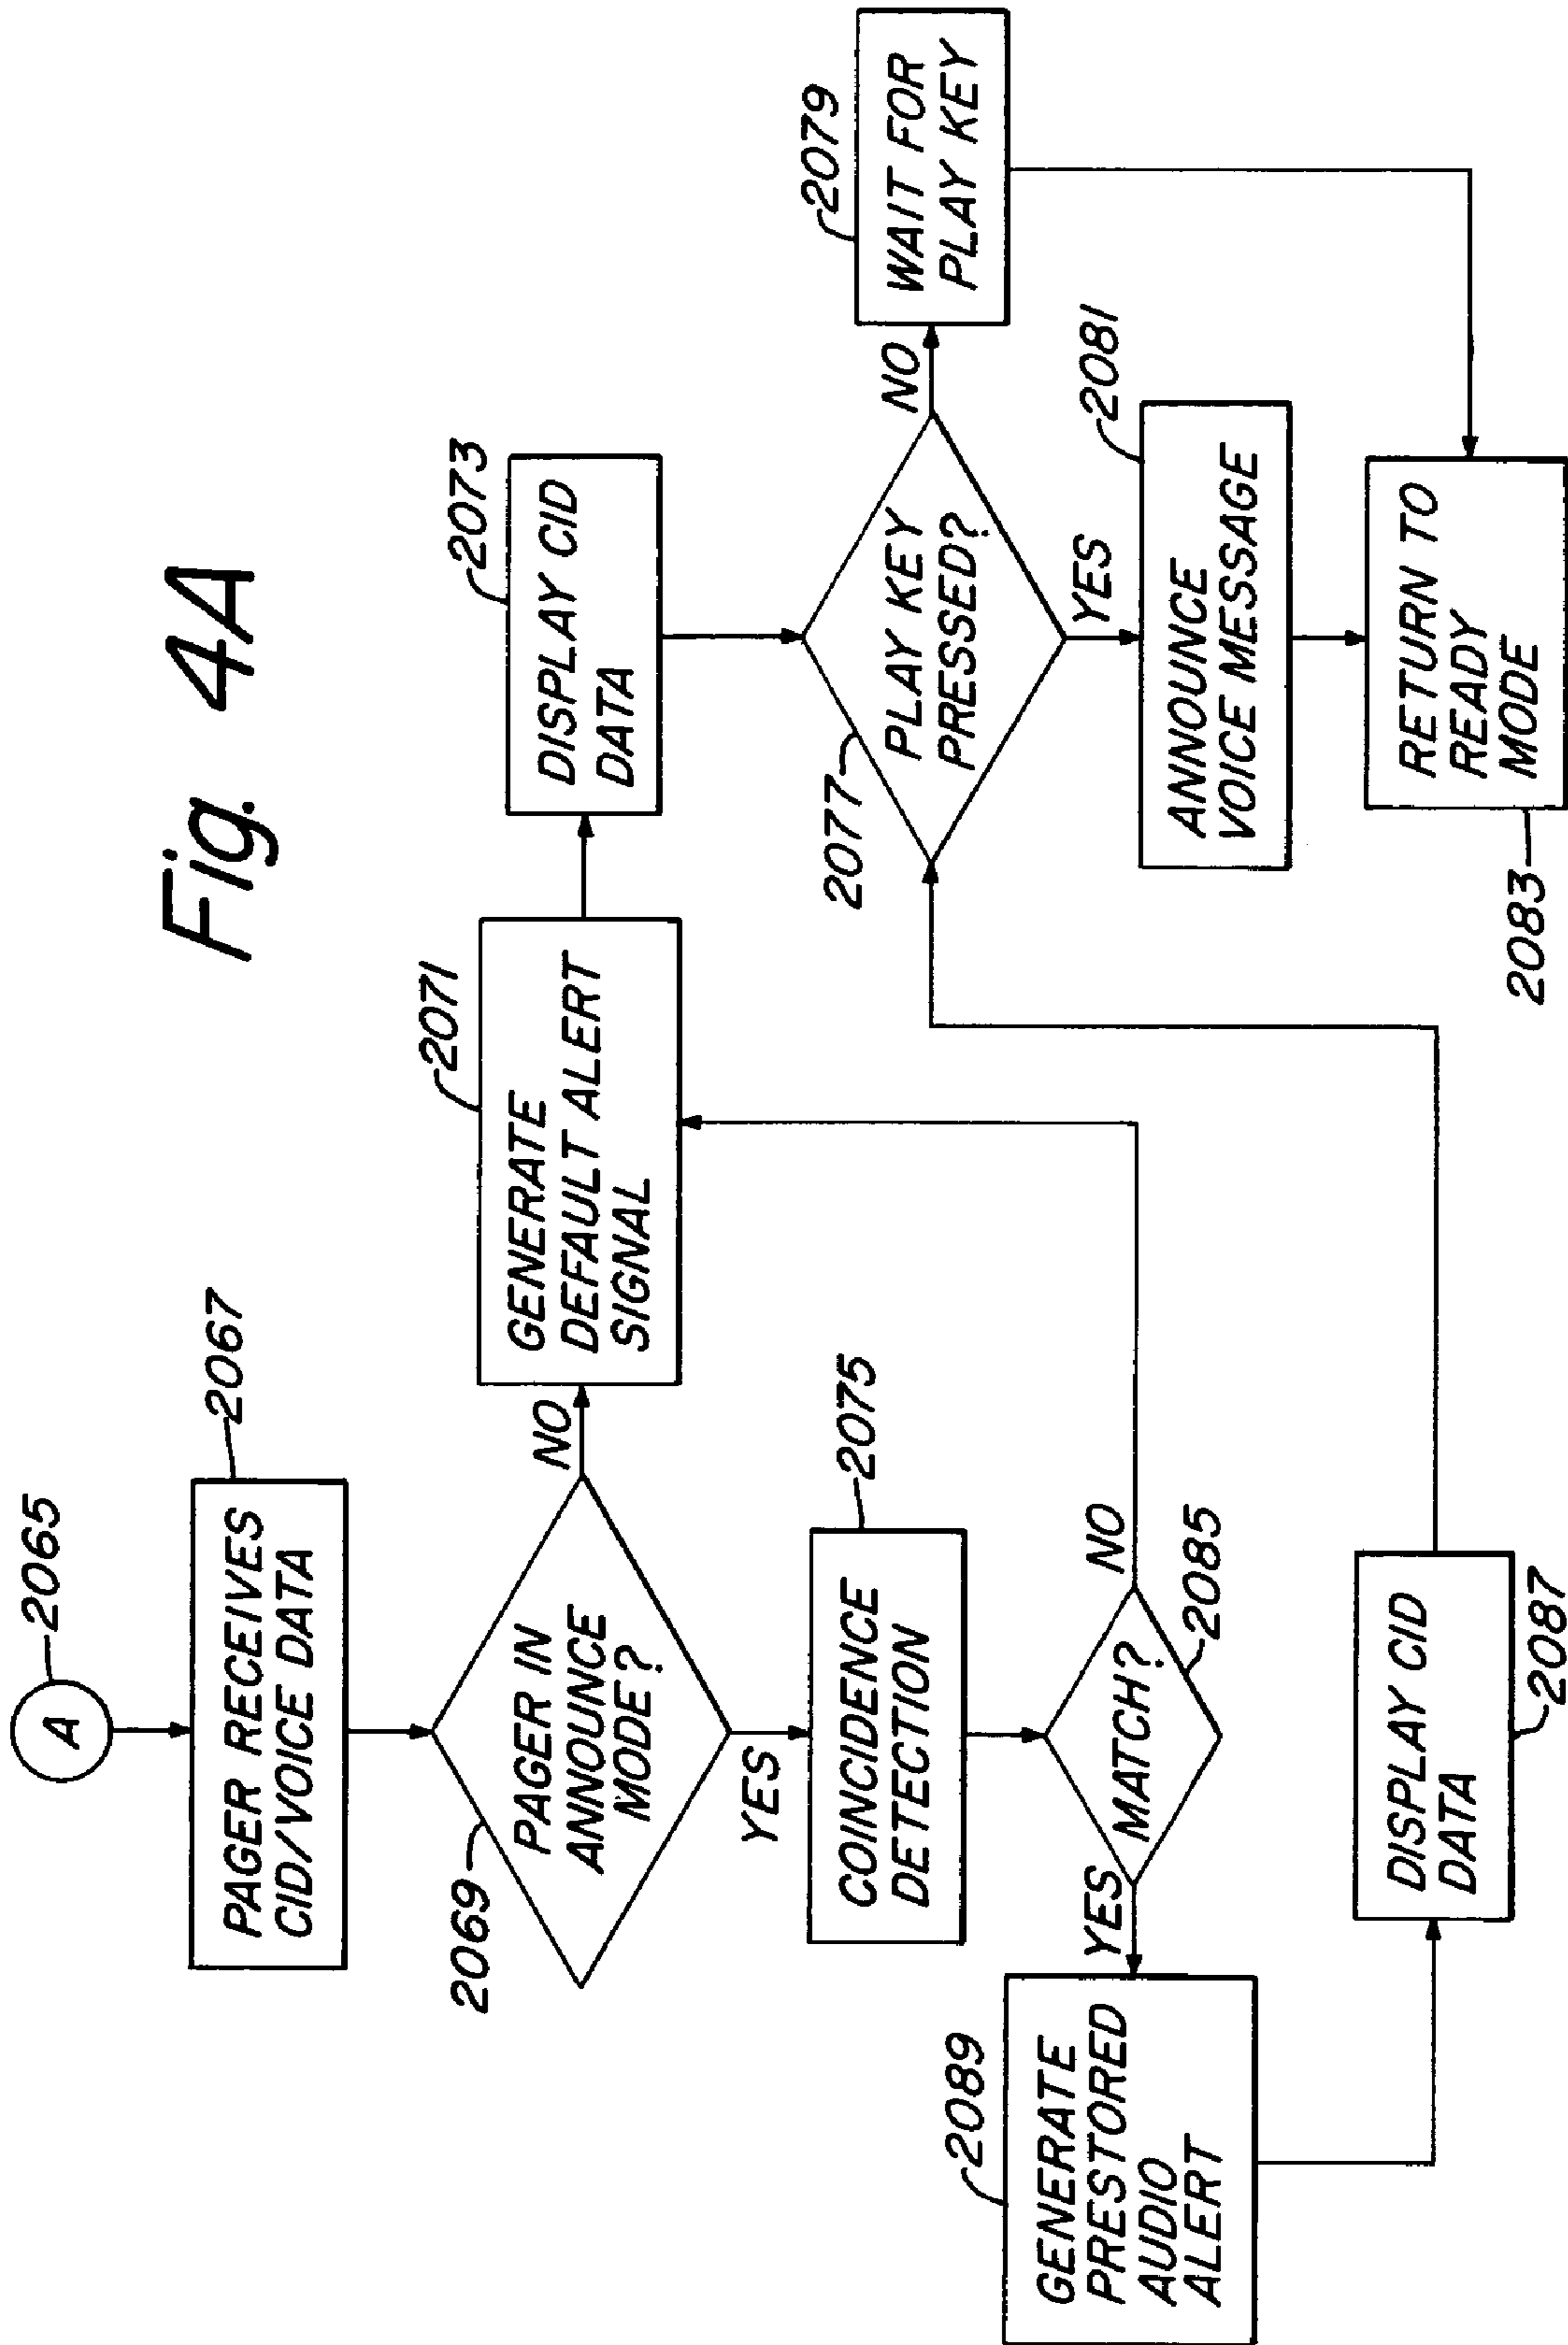 Fig. 4A
A
2065
PAGER RECEIVES
CID/VOICE DATA
2067
2069
PAGER IN
ANNOUNCE
MODE?
NO
YES
GENERATE
DEFAULT ALERT
SIGNAL
2071
DISPLAY CID
DATA
2073
COINCIDENCE
DETECTION
2075
MATCH?
2085
NO
YES
2089
GENERATE
PRESTORED
AUDIO
ALERT
DISPLAY CID
DATA
2087
2077
PLAY KEY
PRESSED?
NO
YES
WAIT FOR
PLAY KEY
2079
ANNOUNCE
VOICE MESSAGE
2081
RETURN TO
READY
MODE
2083